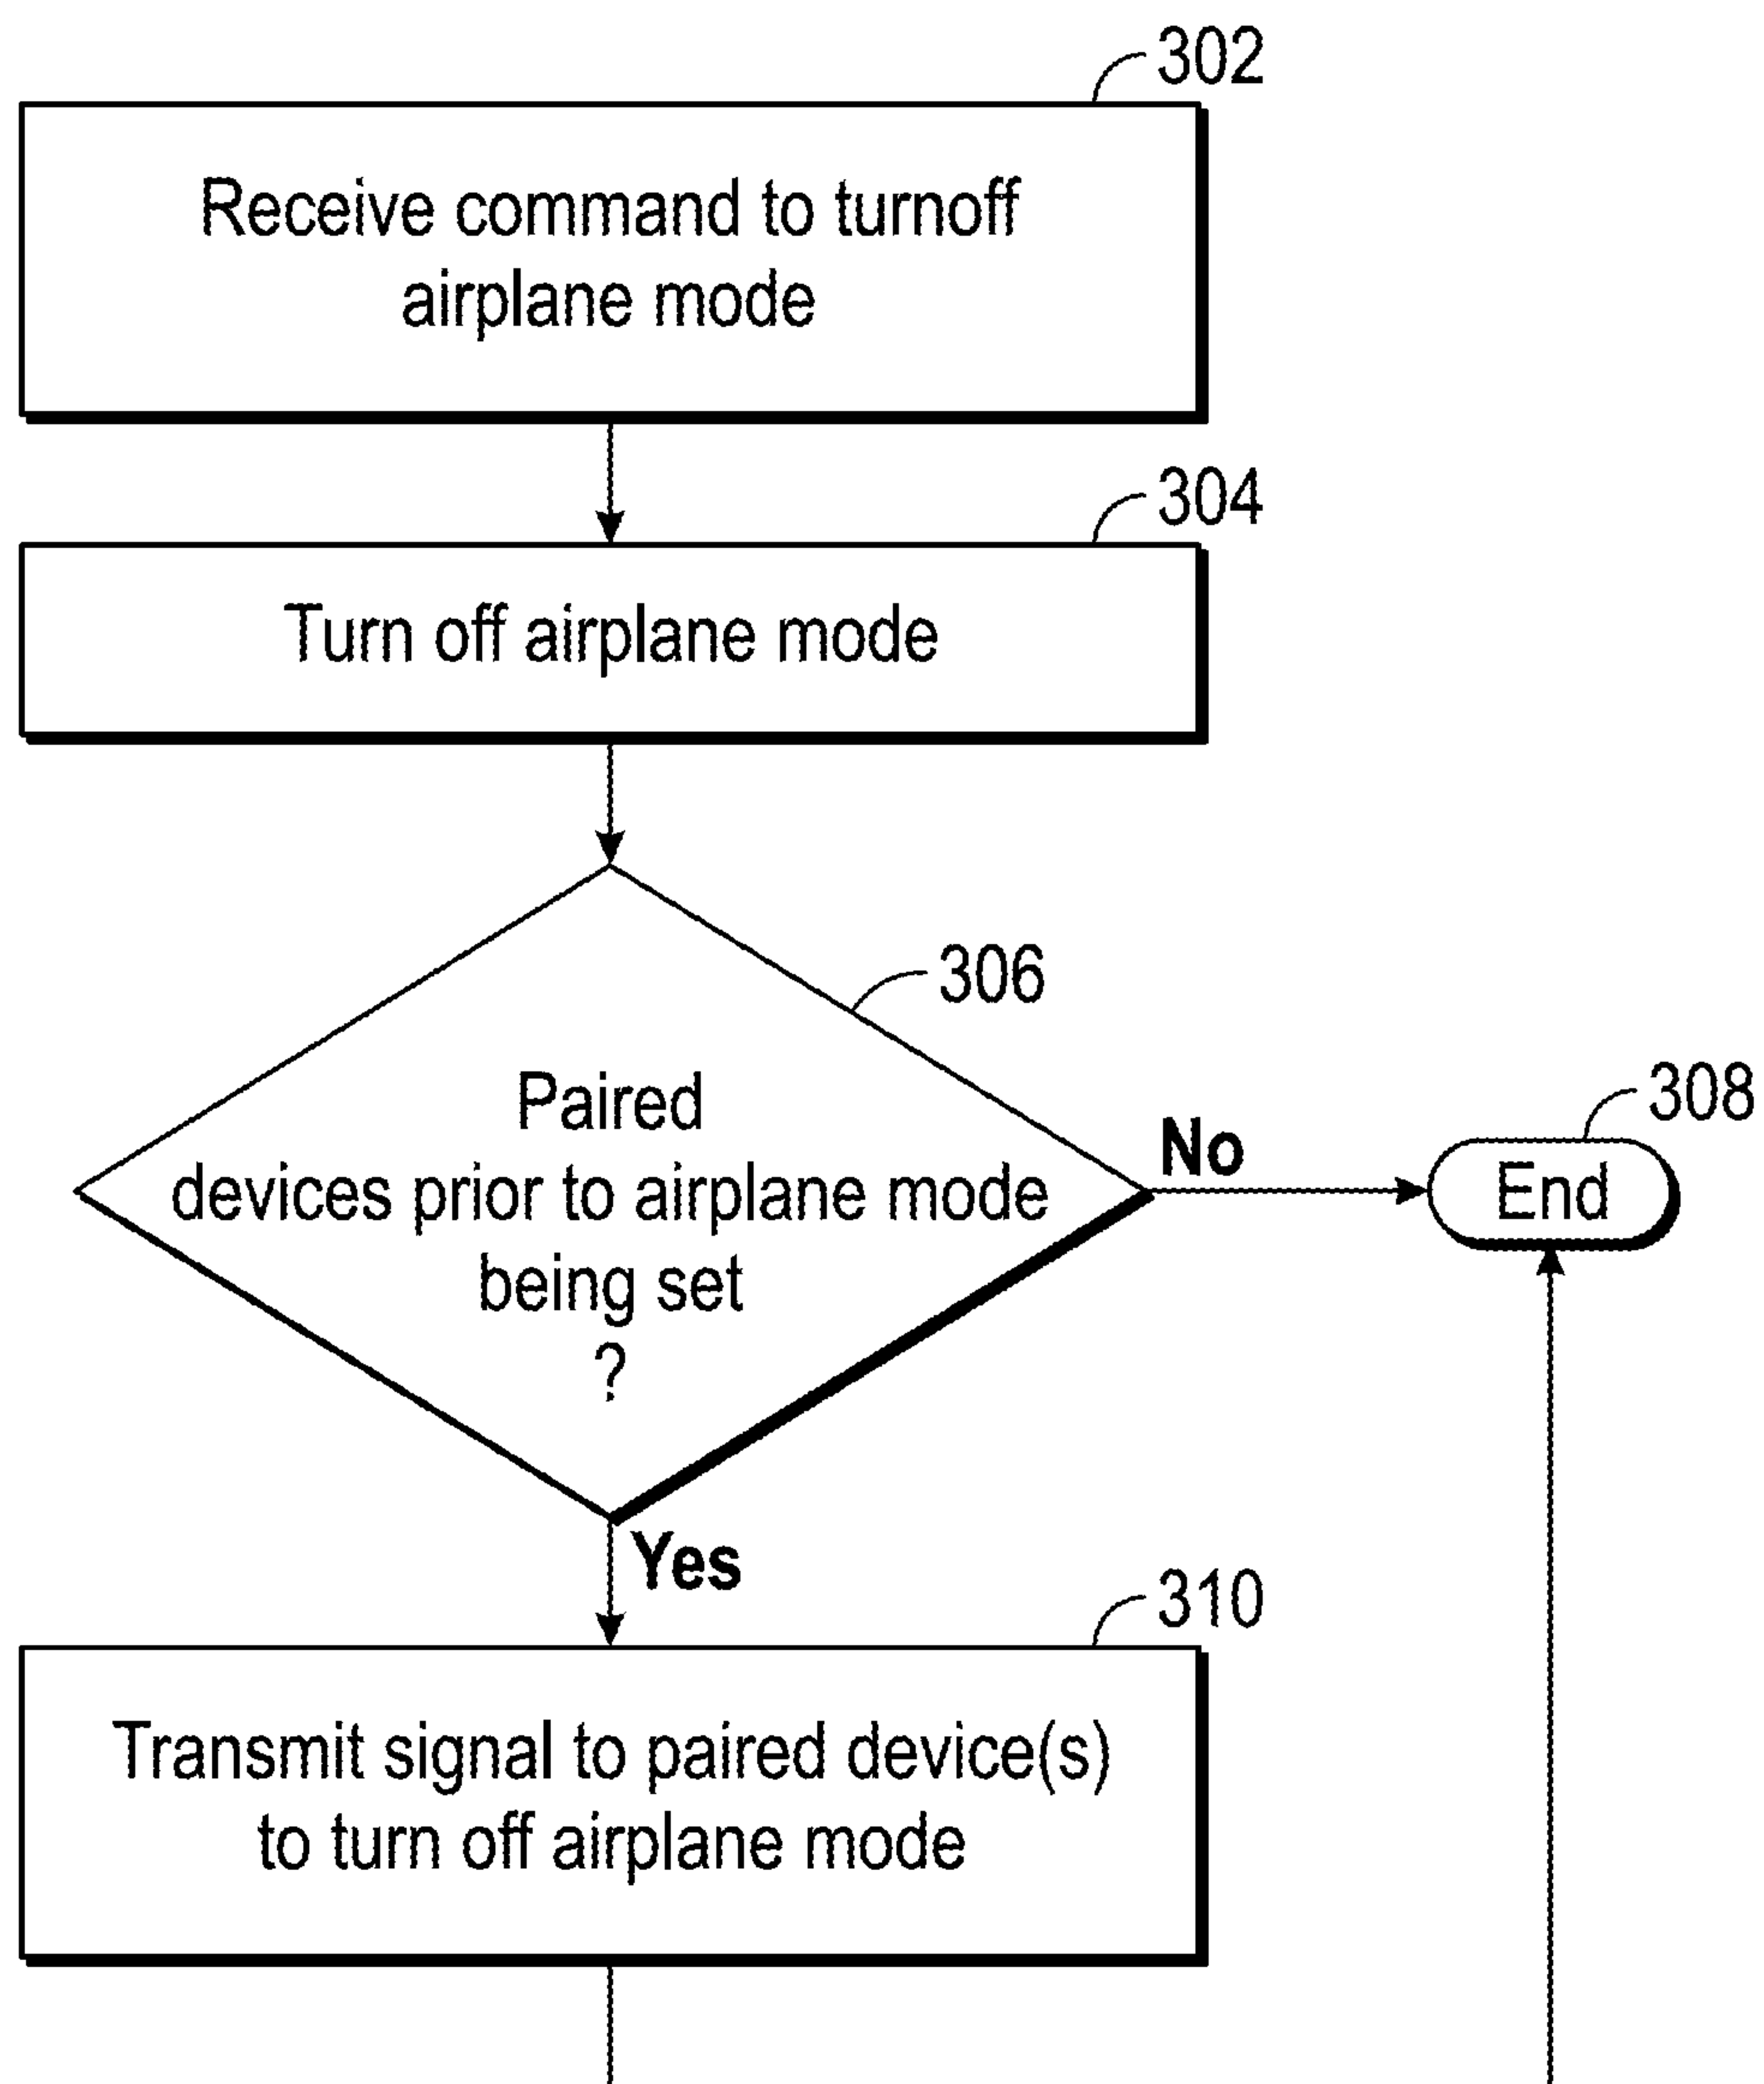 302
Receive command to turnoff
airplane mode
304
Turn off airplane mode
306
Paired
devices prior to airplane mode
being set
?
No
308
End
Yes
310
Transmit signal to paired device(s)
to turn off airplane mode